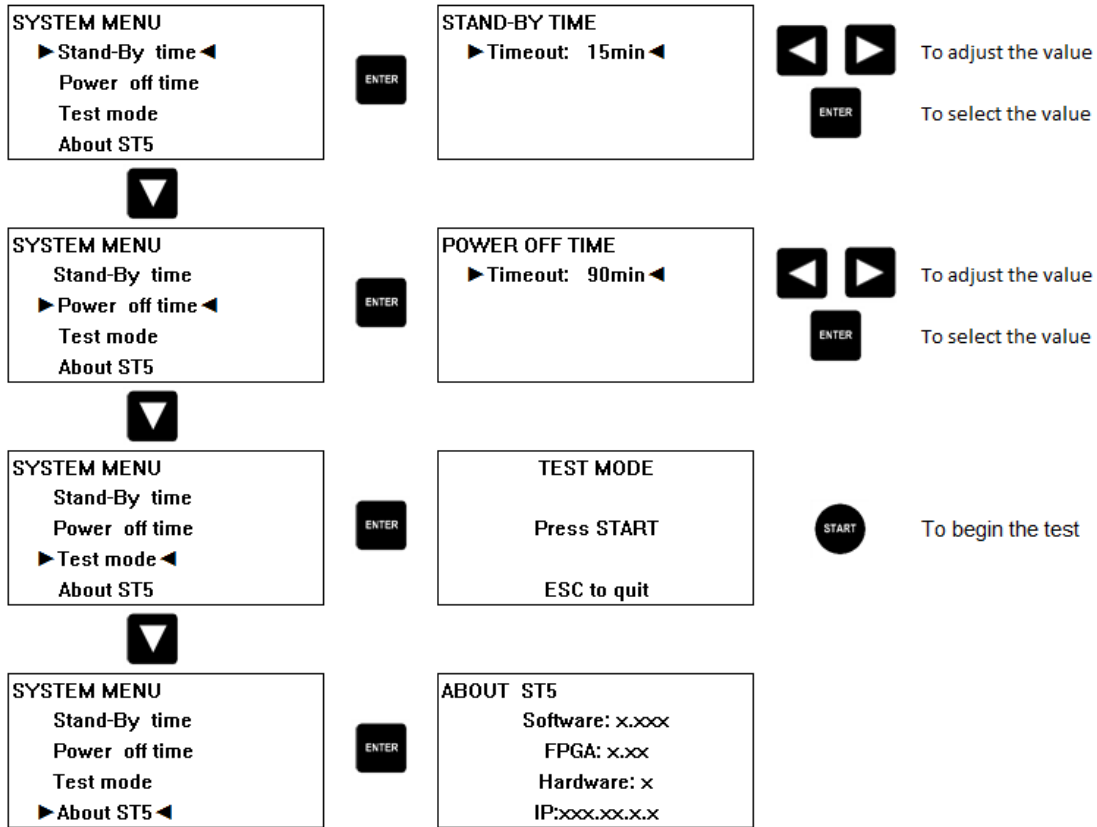 SYSTEM MENU
►Stand-By time◄
Power off time
Test mode
About ST5
ENTER
STAND-BY TIME
►Timeout: 15min◄
To adjust the value
ENTER
To select the value
SYSTEM MENU
Stand-By time
►Power off time◄
Test mode
About ST5
ENTER
POWER OFF TIME
►Timeout: 90min◄
To adjust the value
ENTER
To select the value
SYSTEM MENU
Stand-By time
Power off time
►Test mode◄
About ST5
ENTER
TEST MODE
Press START
ESC to quit
START
To begin the test
SYSTEM MENU
Stand-By time
Power off time
Test mode
►About ST5◄
ENTER
ABOUT ST5
Software: x.xxx
FPGA: x.xx
Hardware: x
IP:xxx.xx.x.x